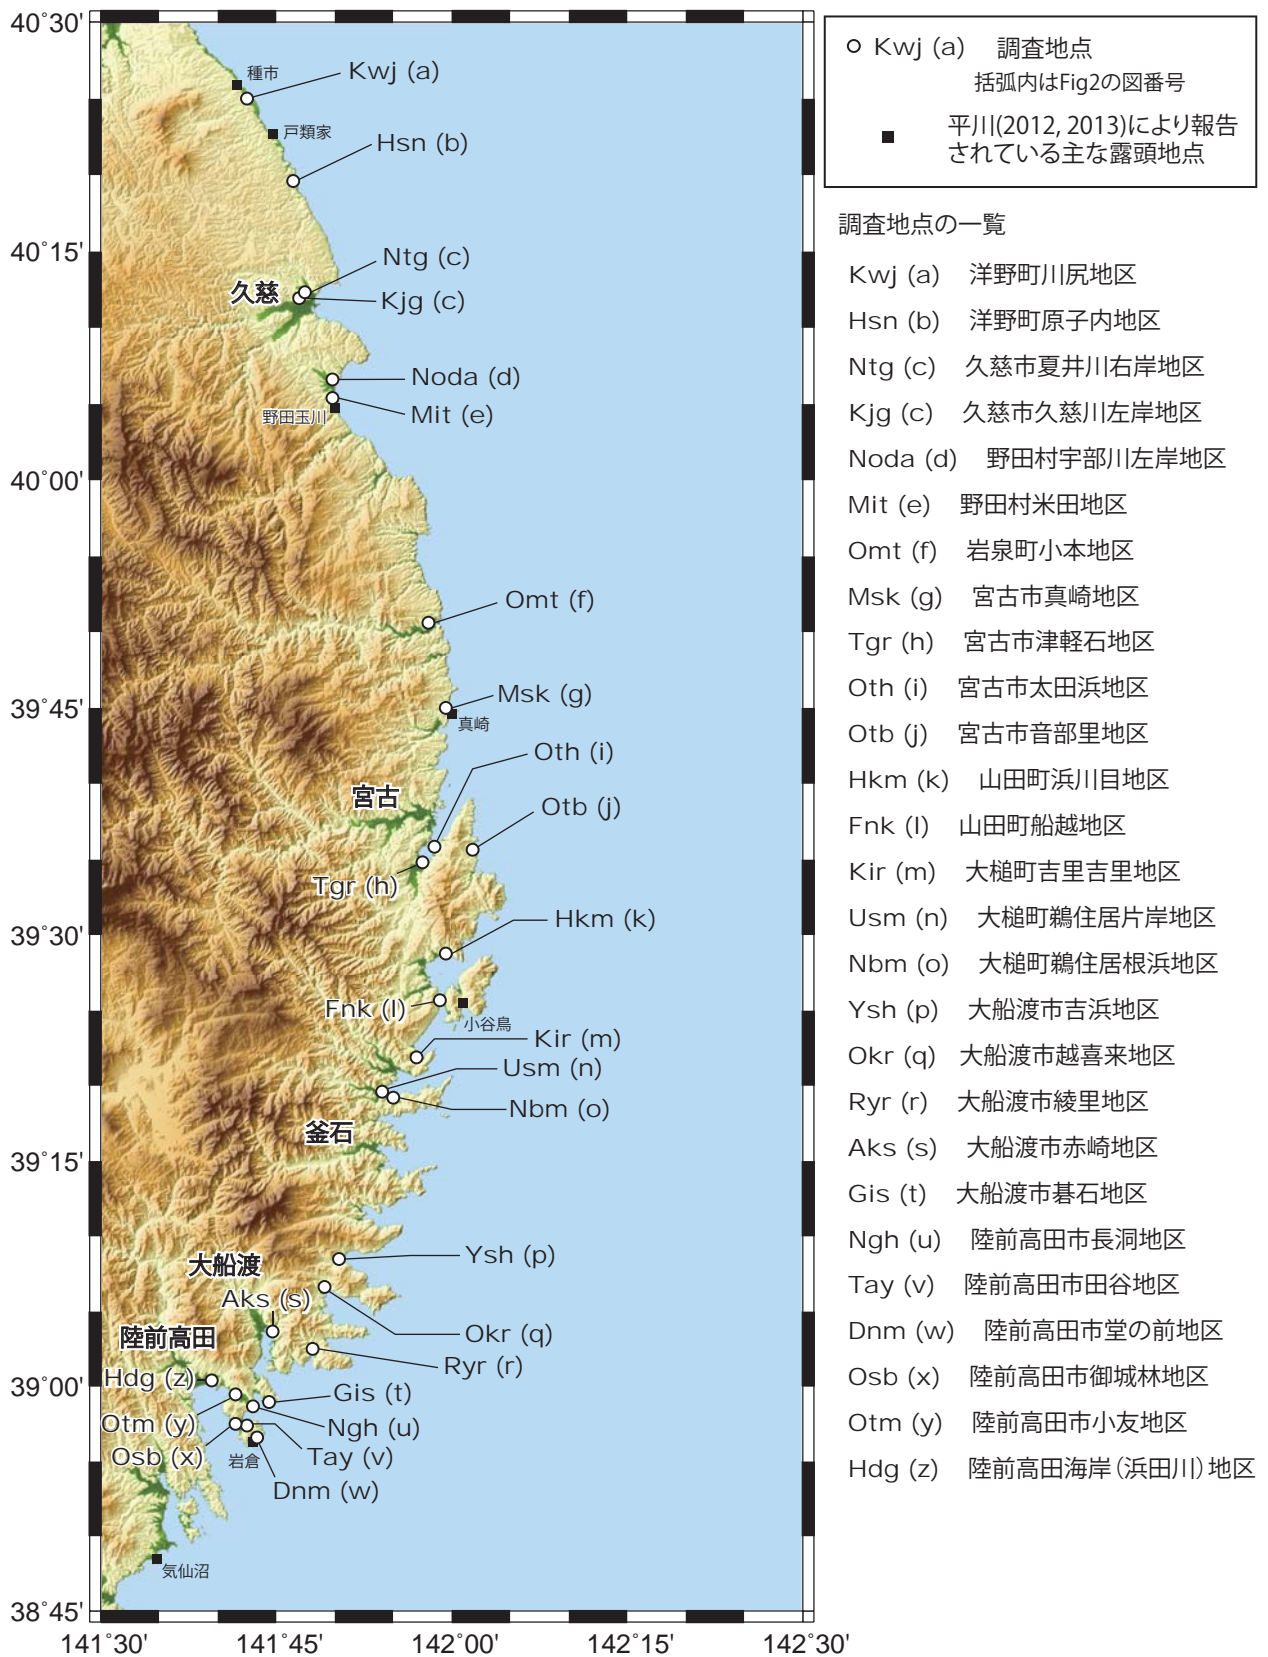 40˚30'
40˚15'
40˚00'
39˚45'
39˚30'
39˚15'
39˚00'
38˚45'
141˚30'
141˚45'
142˚00'
142˚15'
142˚30'
種市
Kwj (a)
戸類家
Hsn (b)
Ntg (c)
久慈
Kjg (c)
Noda (d)
野田玉川
Mit (e)
Omt (f)
Msk (g)
真崎
Oth (i)
宮古
Otb (j)
Tgr (h)
Hkm (k)
Fnk (l)
小谷鳥
Kir (m)
Usm (n)
Nbm (o)
釜石
Ysh (p)
大船渡
Aks (s)
陸前高田
Okr (q)
Ryr (r)
Hdg (z)
Gis (t)
Otm (y)
Ngh (u)
Osb (x)
岩倉
Tay (v)
Dnm (w)
気仙沼
Kwj (a) 調査地点
括弧内はFig2の図番号
平川(2012, 2013)により報告
されている主な露頭地点
調査地点の一覧
Kwj (a) 洋野町川尻地区
Hsn (b) 洋野町原子内地区
Ntg (c) 久慈市夏井川右岸地区
Kjg (c) 久慈市久慈川左岸地区
Noda (d) 野田村宇部川左岸地区
Mit (e) 野田村米田地区
Omt (f) 岩泉町小本地区
Msk (g) 宮古市真崎地区
Tgr (h) 宮古市津軽石地区
Oth (i) 宮古市太田浜地区
Otb (j) 宮古市音部里地区
Hkm (k) 山田町浜川目地区
Fnk (l) 山田町船越地区
Kir (m) 大槌町吉里吉里地区
Usm (n) 大槌町鵜住居片岸地区
Nbm (o) 大槌町鵜住居根浜地区
Ysh (p) 大船渡市吉浜地区
Okr (q) 大船渡市越喜来地区
Ryr (r) 大船渡市綾里地区
Aks (s) 大船渡市赤崎地区
Gis (t) 大船渡市碁石地区
Ngh (u) 陸前高田市長洞地区
Tay (v) 陸前高田市田谷地区
Dnm (w) 陸前高田市堂の前地区
Osb (x) 陸前高田市御城林地区
Otm (y) 陸前高田市小友地区
Hdg (z) 陸前高田海岸(浜田川)地区